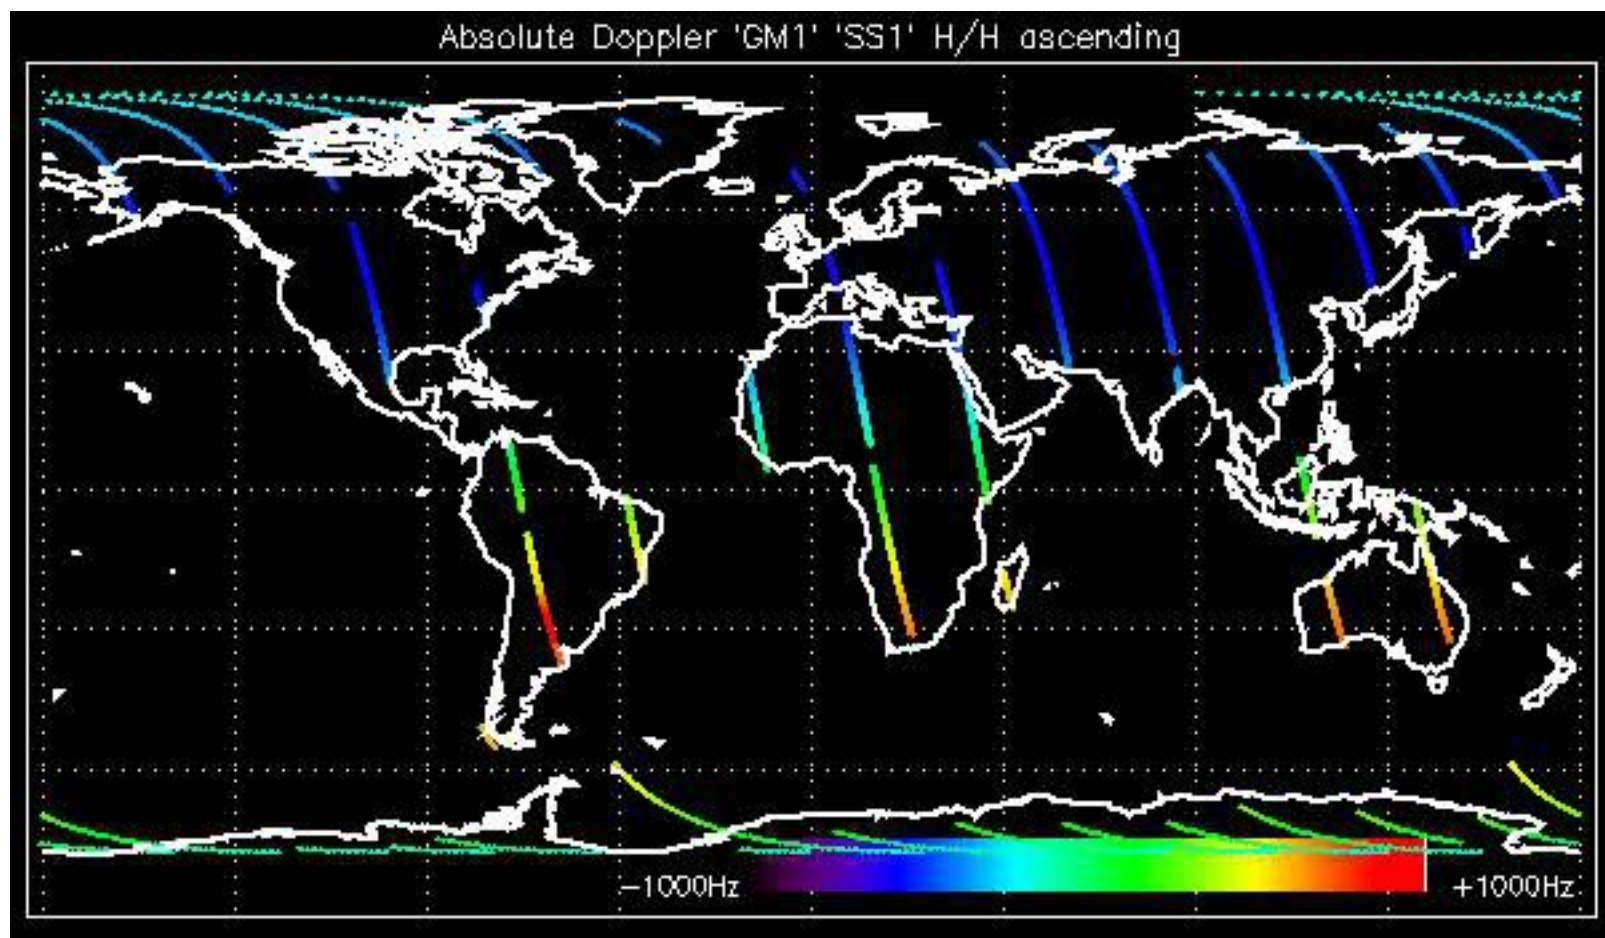 Absolute Doppler 'GM1' 'SS1' H/H ascending
−1000Hz +1000Hz